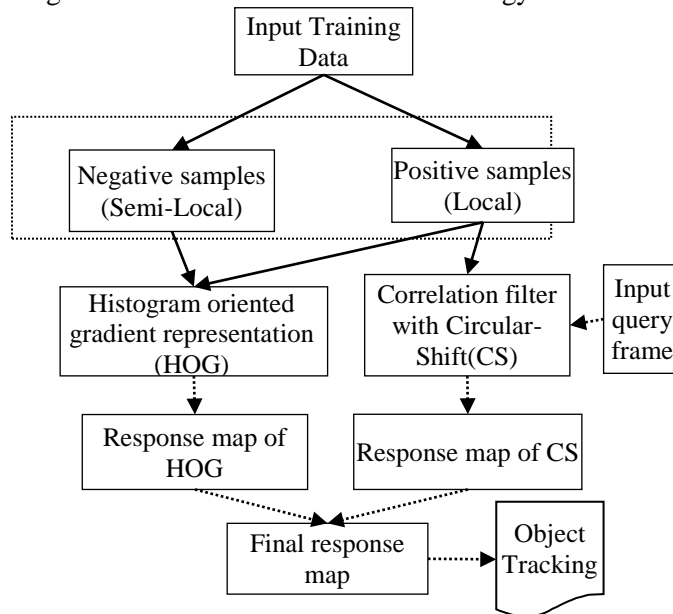 Input Training
Data
Negative samples
(Semi-Local)
Positive samples
(Local)
Histogram oriented
gradient representation
(HOG)
Correlation filter
with Circular-
Shift(CS)
Input
query
frame
Response map of
HOG
Response map of CS
Final response
map
Object
Tracking